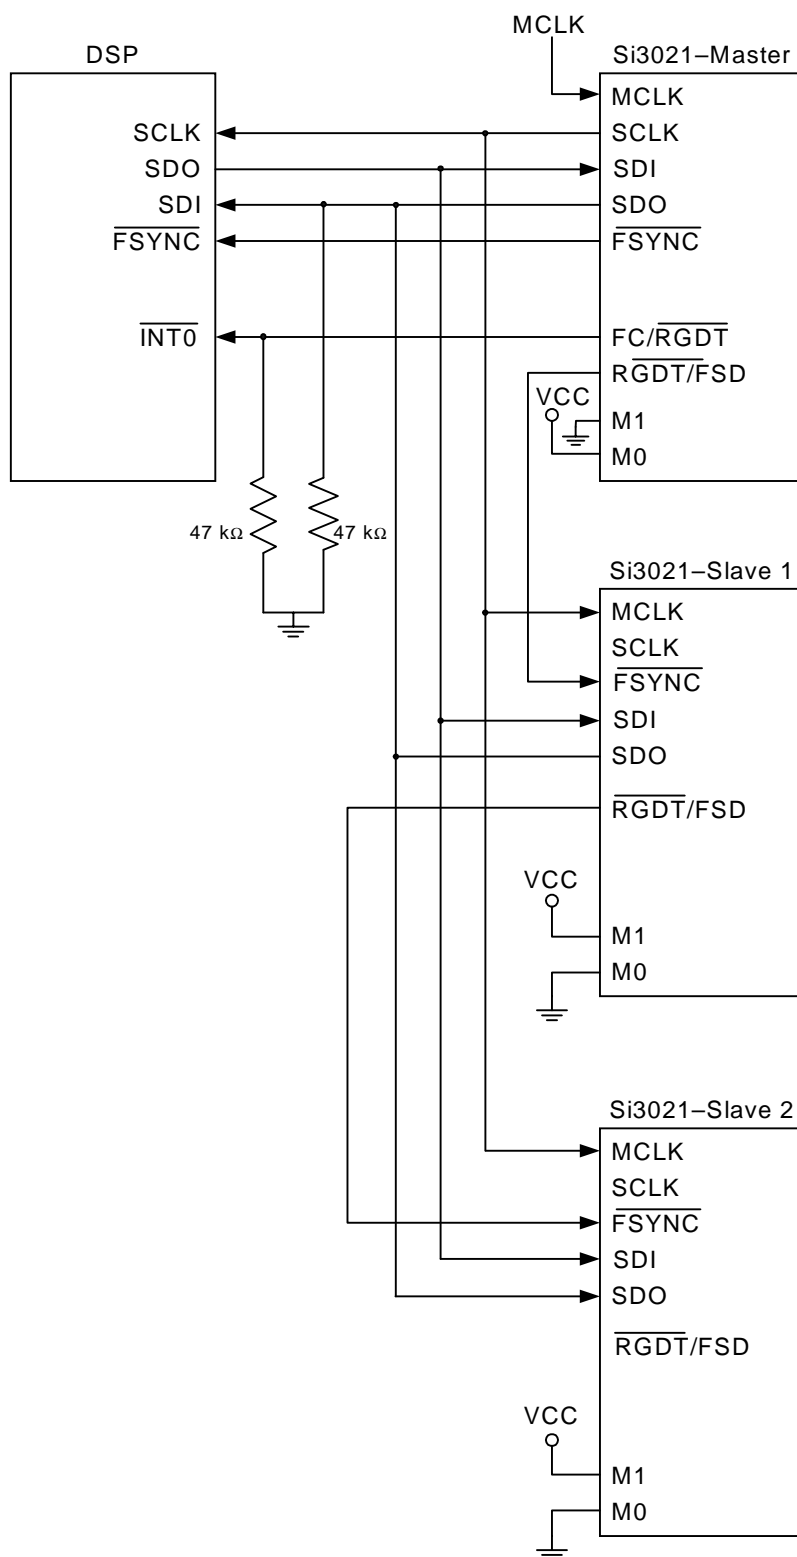 MCLK
DSP
Si3021–Master
MCLK
SCLK
SCLK
SDO
SDI
SDI
SDO
FSYNC
FSYNC
INT0
FC/RGDT
RGDT/FSD
VCC
M1
M0
47 kΩ
47 kΩ
Si3021–Slave 1
MCLK
SCLK
FSYNC
SDI
SDO
RGDT/FSD
VCC
M1
M0
Si3021–Slave 2
MCLK
SCLK
FSYNC
SDI
SDO
RGDT/FSD
VCC
M1
M0